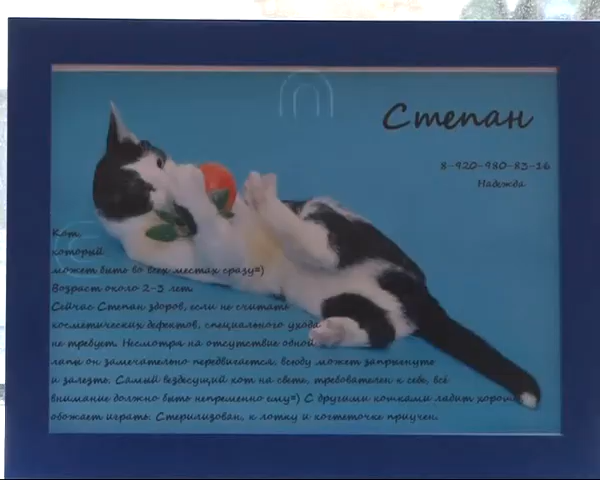 Степан
8-920-980-83-16
Надежда
Кот,
который
может быть во всех местах сразу=)
Возраст около 2-3 лет.
Сейчас Степан здоров, если не считать
косметических дефектов, специального ухода
не требует. Несмотря на отсутствие одной
лапы он замечательно передвигается, всюду может запрыгнуть
и залезть. Самый вездесущий кот на свете, требователен к себе, всё
внимание должно быть непременно ему=) С другими кошками ладит хорошо,
обожает играть. Стерилизован, к лотку и когтеточке приучен.